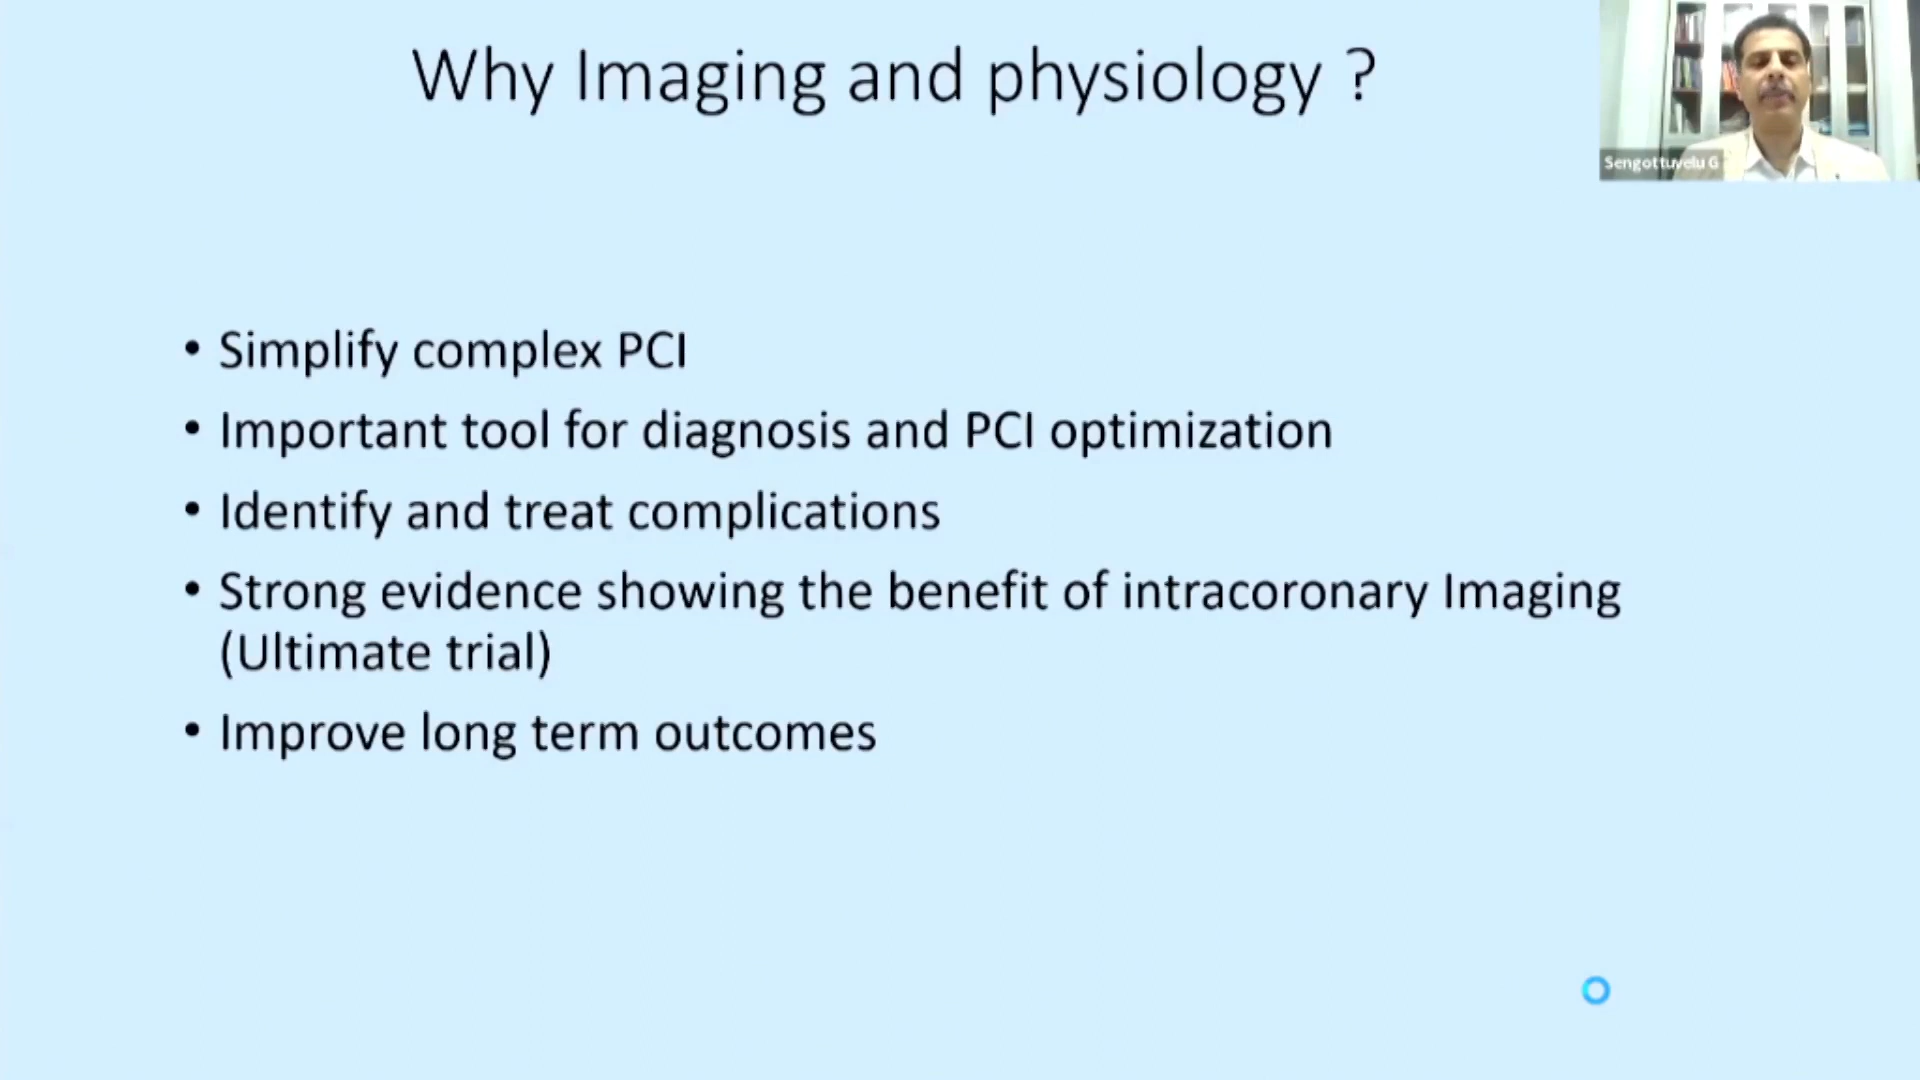 Why Imaging and physiology ?
Sengottuvelu G
• Simplify complex PCI
• Important tool for diagnosis and PCI optimization
• Identify and treat complications
• Strong evidence showing the benefit of intracoronary Imaging
(Ultimate trial)
• Improve long term outcomes